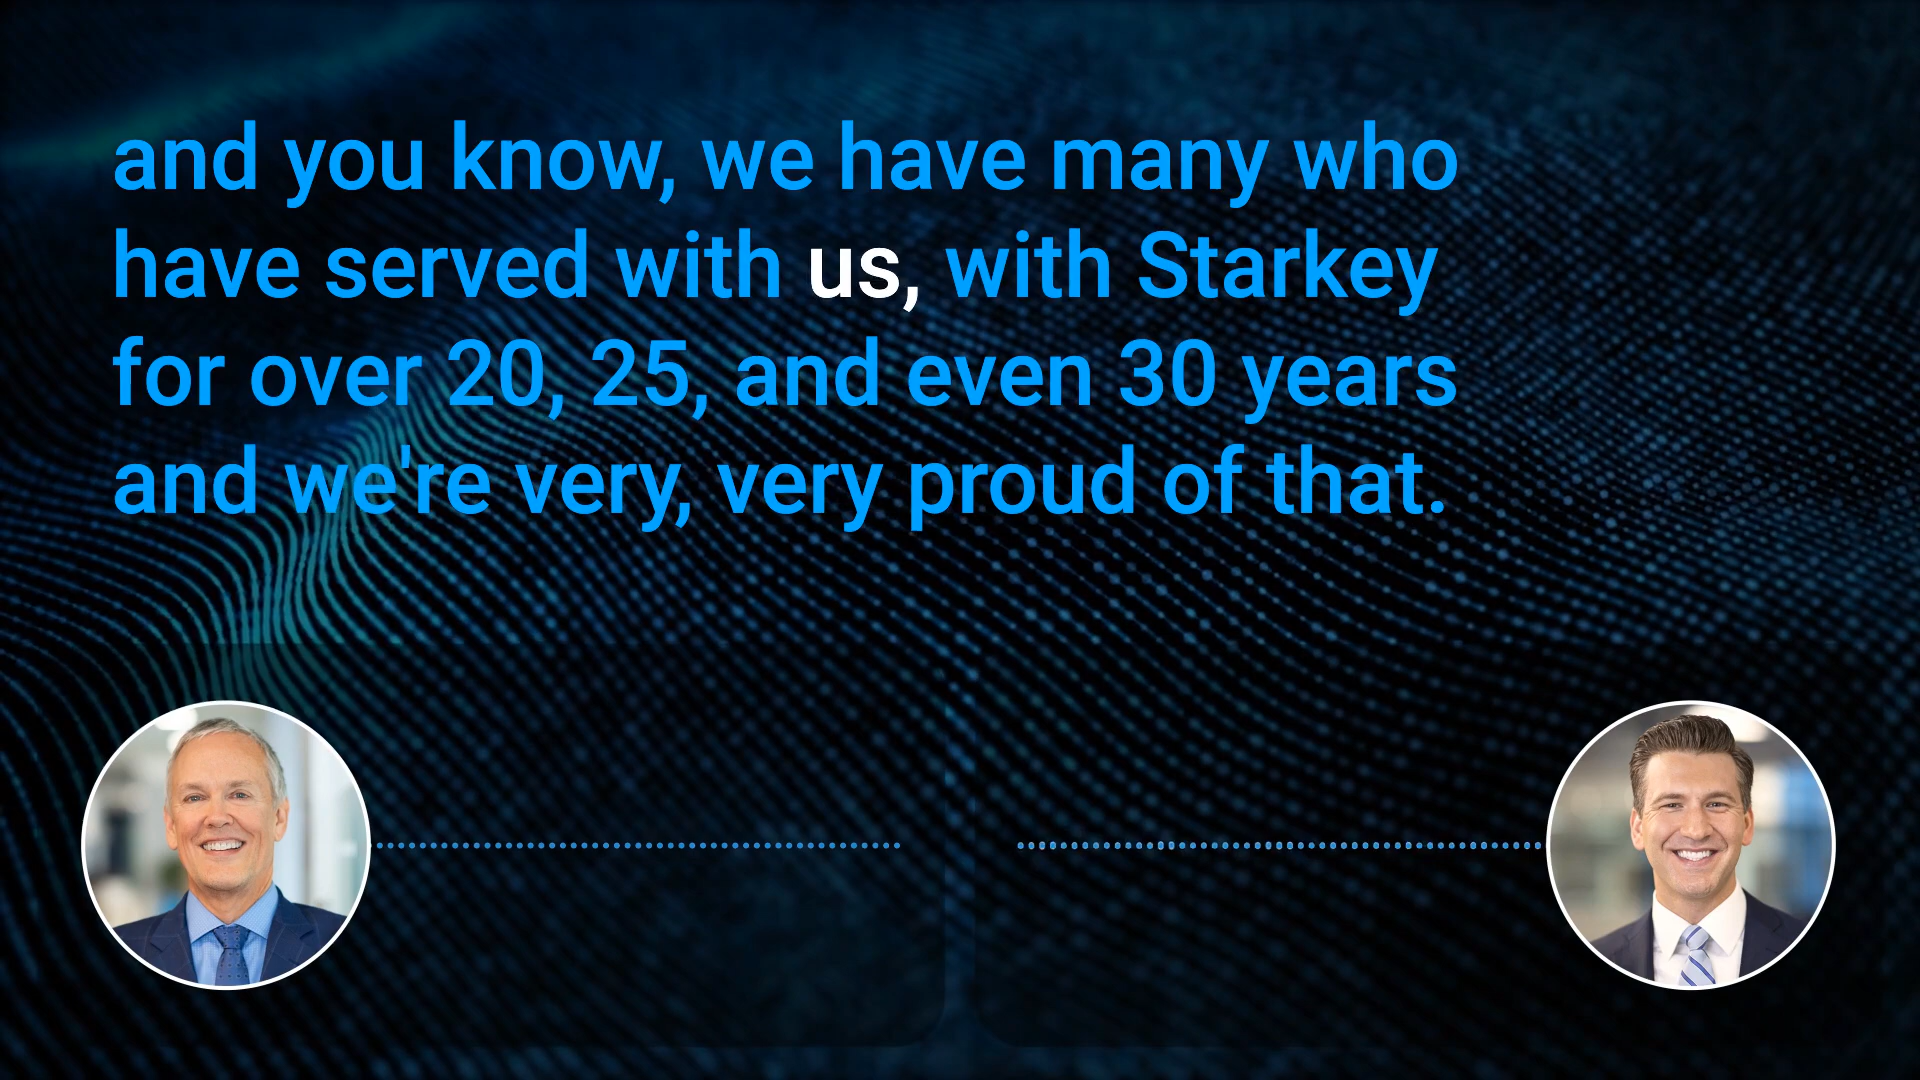 and you know, we have many who
have served with us, with Starkey
for over 20, 25, and even 30 years
and we're very, very proud of that.